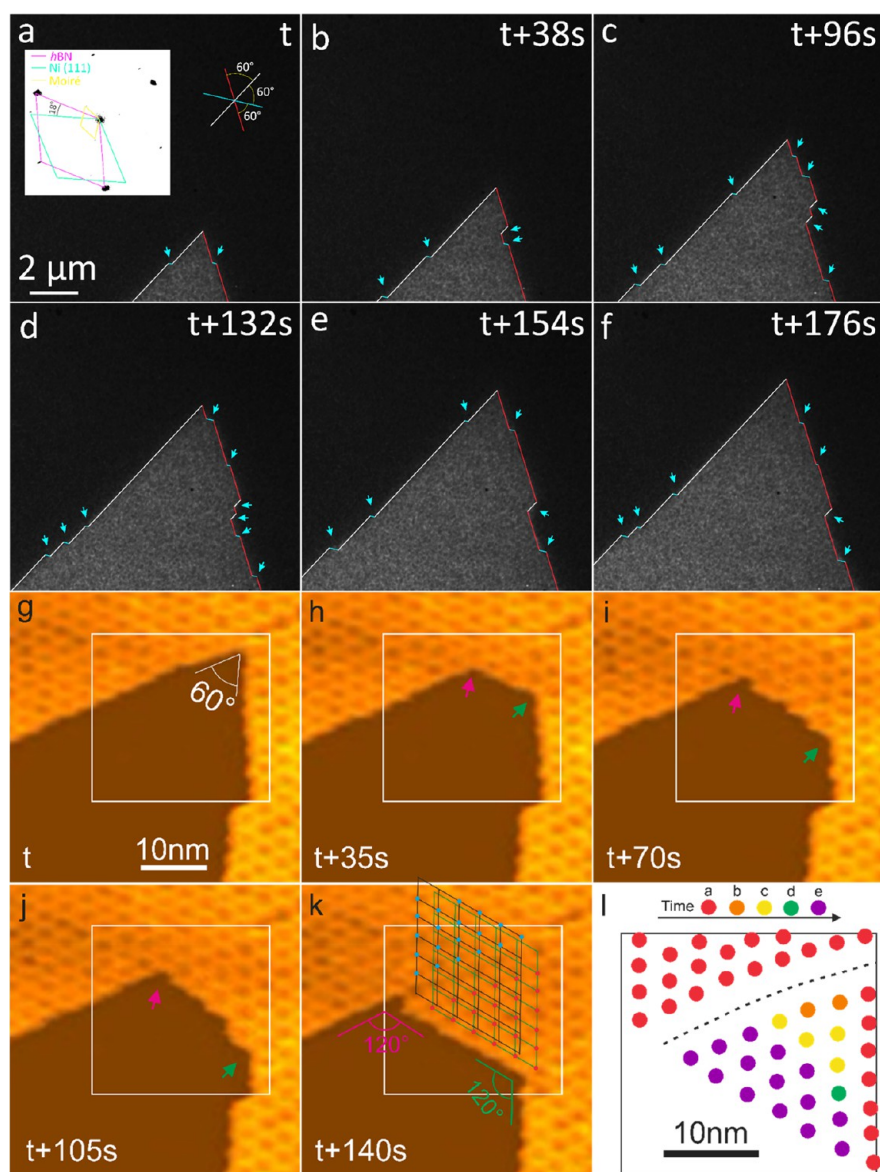 a
t
hBN
Ni (111)
Moiré
18°
60°
60°
60°
2 µm
b
t+38s
c
t+96s
d
t+132s
e
t+154s
f
t+176s
g
60°
t
10nm
h
t+35s
i
t+70s
j
t+105s
k
120°
120°
t+140s
l
a b c d e
Time
10nm